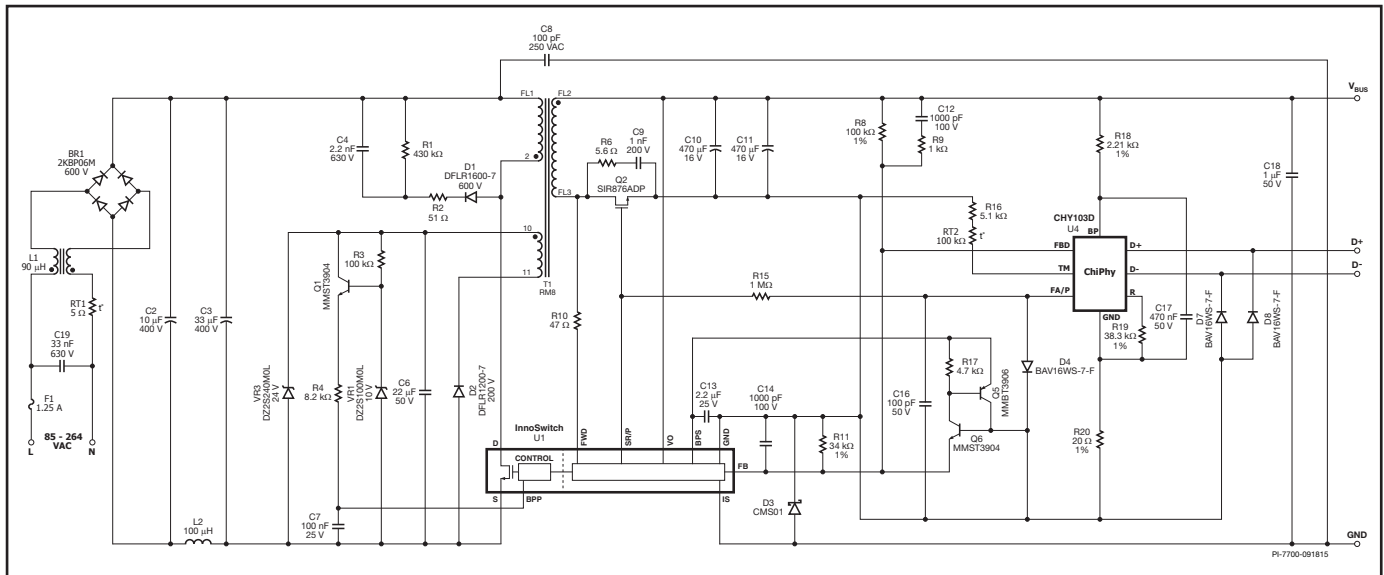 C8
100 pF
250 VAC
FL1
FL2
VBUS
BR1
2KBP06M
600 V
C4
2.2 nF
630 V
R1
430 kΩ
D1
DFLR1600-7
600 V
R2
51 Ω
2
FL3
R6
5.6 Ω
C9
1 nF
200 V
Q2
SIR876ADP
C10
470 µF
16 V
C11
470 µF
16 V
R8
100 kΩ
1%
C12
1000 pF
100 V
R9
1 kΩ
R18
2.21 kΩ
1%
C18
1 µF
50 V
L1
90 µH
RT1
5 Ω
t°
C19
33 nF
630 V
F1
1.25 A
85 - 264
VAC
L
N
C2
10 µF
400 V
C3
33 µF
400 V
L2
100 µH
Q1
MMST3904
R3
100 kΩ
10
11
T1
RM8
VR3
DZ2S240M0L
24 V
R4
8.2 kΩ
VR1
DZ2S100M0L
10 V
C6
22 µF
50 V
D2
DFLR1200-7
200 V
C7
100 nF
25 V
R10
47 Ω
R15
1 MΩ
R16
5.1 kΩ
RT2
100 kΩ
t°
CHY103D
U4
BP
FBD
TM
FA/P
ChiPhy
D+
D-
R
GND
D+
D-
C17
470 nF
50 V
R19
38.3 kΩ
1%
D7
BAV16WS-7-F
D8
BAV16WS-7-F
R17
4.7 kΩ
D4
BAV16WS-7-F
Q5
MMBT3906
Q6
MMST3904
C16
100 pF
50 V
R20
20 Ω
1%
C13
2.2 µF
25 V
C14
1000 pF
100 V
R11
34 kΩ
1%
InnoSwitch
U1
D
CONTROL
S
BPP
FWD
SR/P
VO
BPS
GND
FB
IS
D3
CMS01
GND
PI-7700-091815